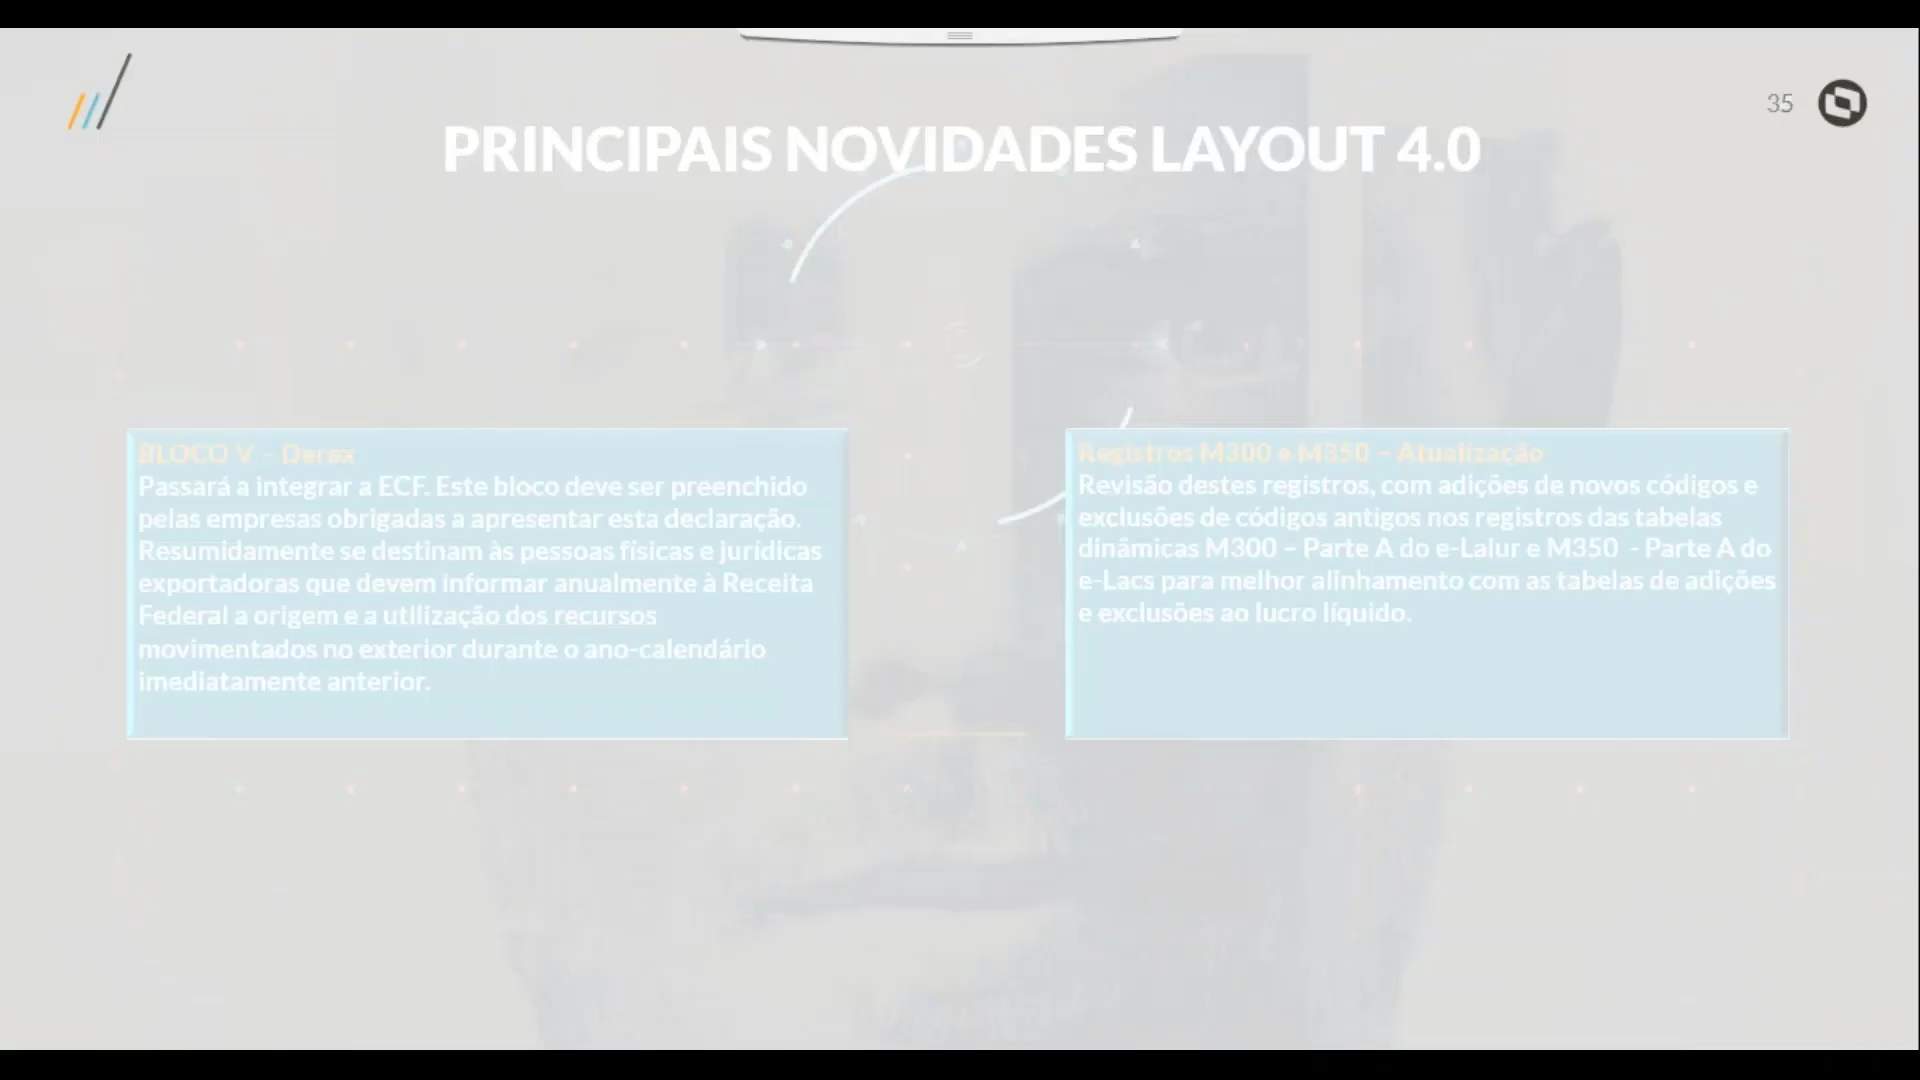 35
PRINCIPAIS NOVIDADES LAYOUT 4.0
BLOCO V - Derex
Passará a integrar a ECF. Este bloco deve ser preenchido
pelas empresas obrigadas a apresentar esta declaração.
Resumidamente se destinam às pessoas físicas e jurídicas
exportadoras que devem informar anualmente à Receita
Federal a origem e a utilização dos recursos
movimentados no exterior durante o ano-calendário
imediatamente anterior.
Registros M300 e M350 – Atualização
Revisão destes registros, com adições de novos códigos e
exclusões de códigos antigos nos registros das tabelas
dinâmicas M300 – Parte A do e-Lalur e M350 - Parte A do
e-Lacs para melhor alinhamento com as tabelas de adições
e exclusões ao lucro líquido.